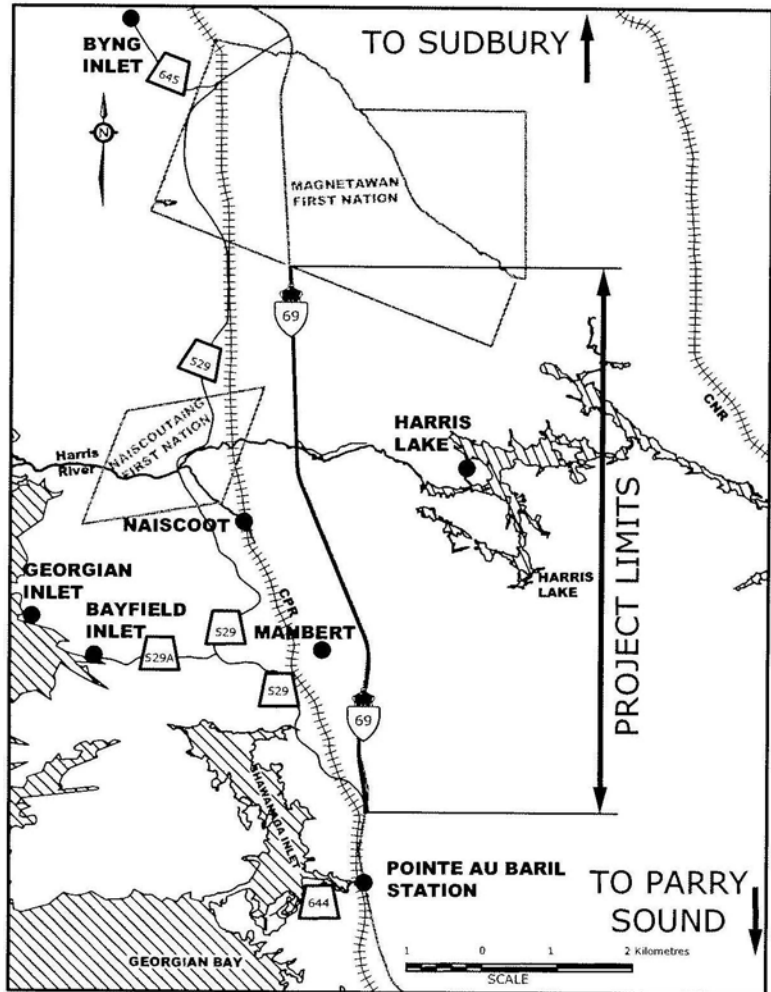 BYNG
INLET
645
TO SUDBURY
N
MAGNETAWAN
FIRST NATION
69
529
NAISCOUTAING
FIRST NATION
Harris
River
HARRIS
LAKE
CNR
NAISCOOT
HARRIS
LAKE
GEORGIAN
INLET
BAYFIELD
INLET
529A
529
CPR
MANBERT
529
69
PROJECT LIMITS
SHAWANAGA INLET
POINTE AU BARIL
STATION
644
TO PARRY
SOUND
GEORGIAN BAY
1 0 1 2 Kilometres
SCALE